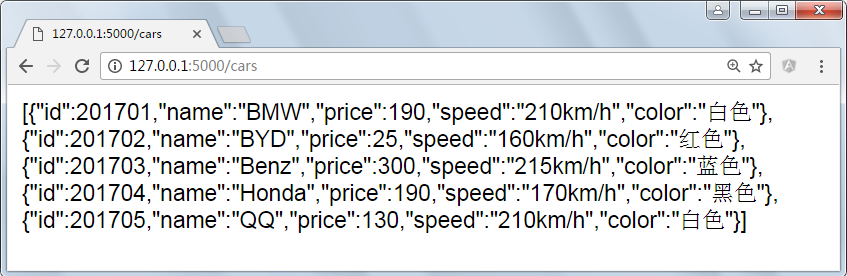 127.0.0.1:5000/cars
127.0.0.1:5000/cars
[{"id":201701,"name":"BMW","price":190,"speed":"210km/h","color":"白色"},
{"id":201702,"name":"BYD","price":25,"speed":"160km/h","color":"红色"},
{"id":201703,"name":"Benz","price":300,"speed":"215km/h","color":"蓝色"},
{"id":201704,"name":"Honda","price":190,"speed":"170km/h","color":"黑色"},
{"id":201705,"name":"QQ","price":130,"speed":"210km/h","color":"白色"}]